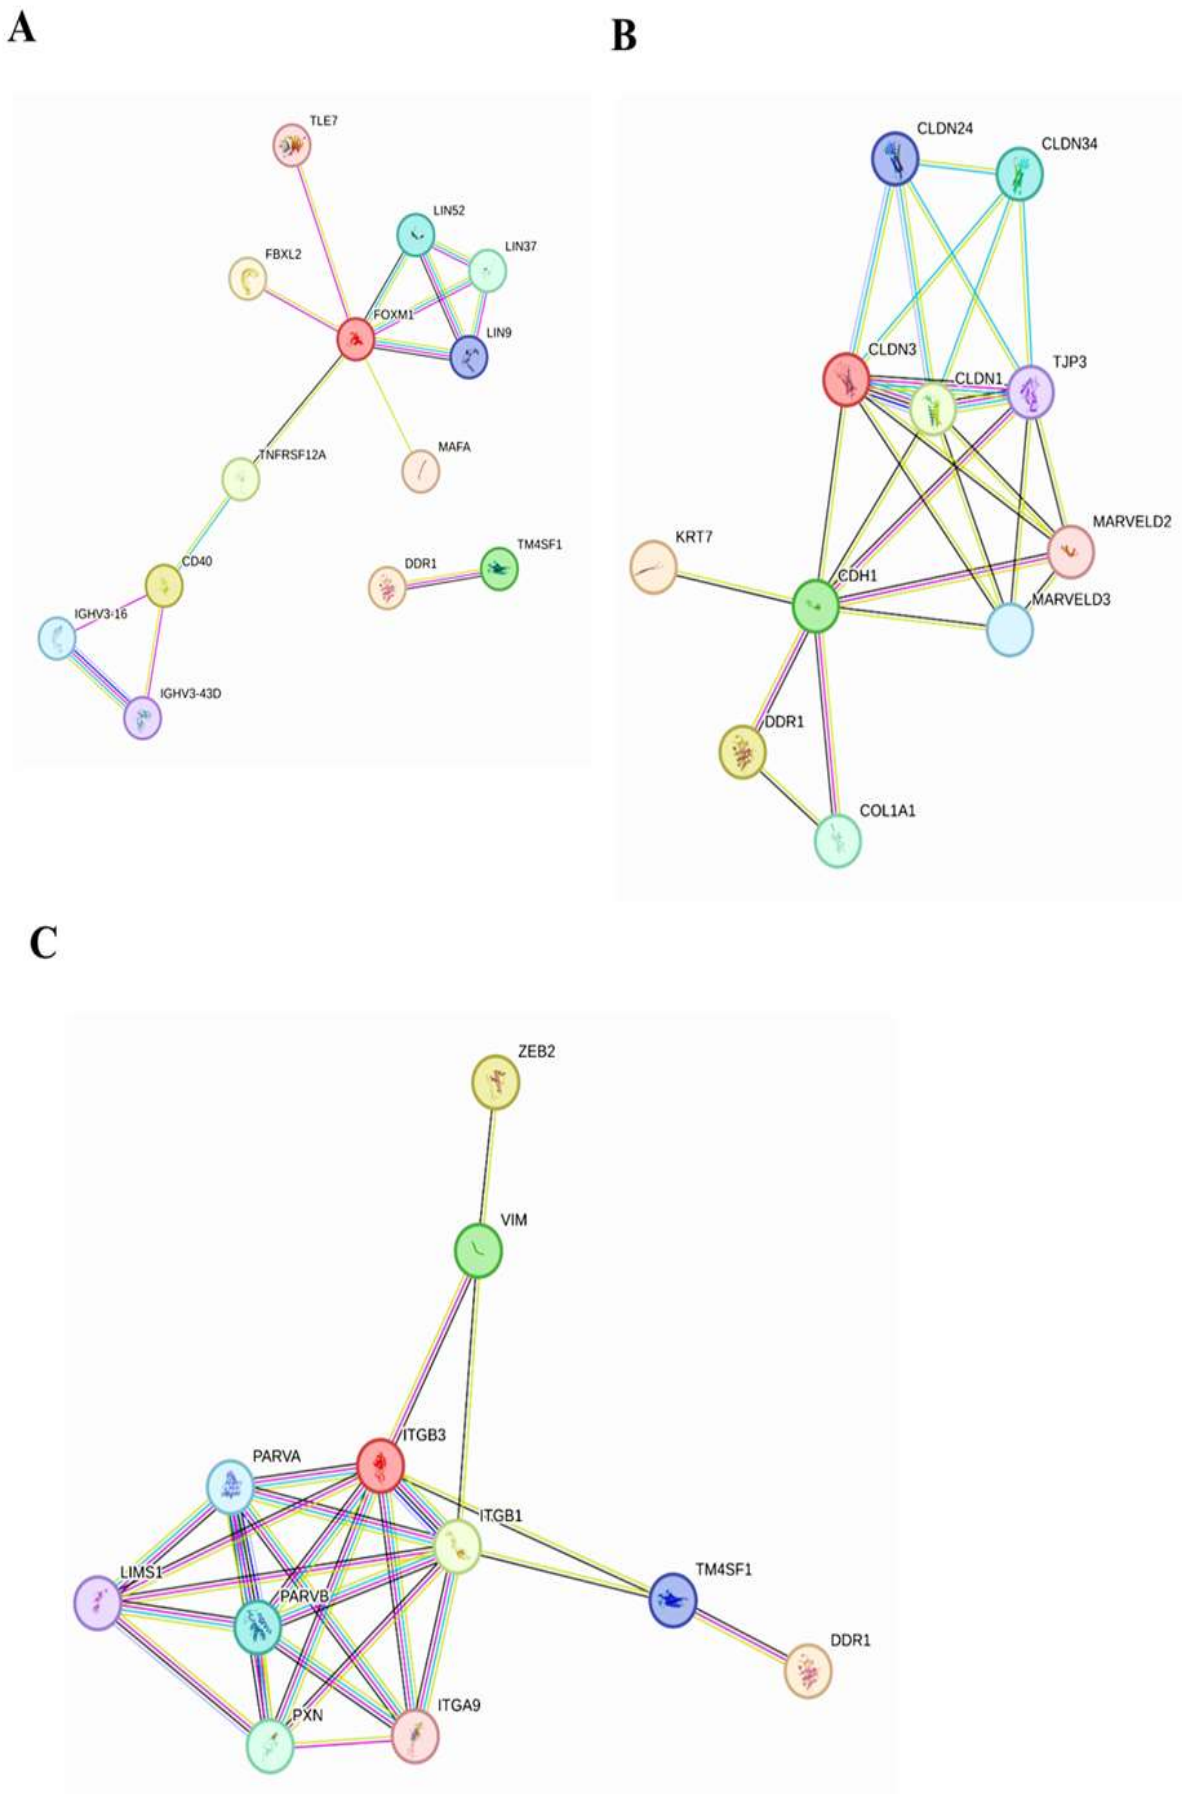 A
TLE7
LIN52
LIN37
FBXL2
FOXM1
LIN9
TNFRSF12A
MAFA
CD40
DDR1
TM4SF1
IGHV3-16
IGHV3-43D
B
CLDN24
CLDN34
CLDN3
TJP3
CLDN1
MARVELD2
KRT7
CDH1
MARVELD3
DDR1
COL1A1
C
ZEB2
VIM
ITGB3
PARVA
ITGB1
LIMS1
TM4SF1
PARVB
DDR1
ITGA9
PXN